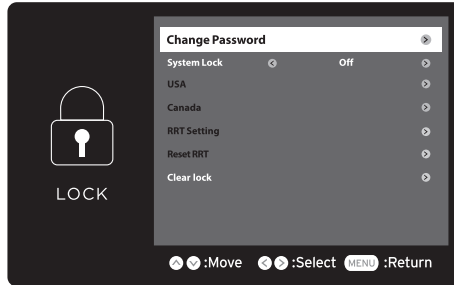 Change Password
System Lock Off
USA
Canada
RRT Setting
Reset RRT
Clear lock
LOCK
:Move :Select MENU :Return